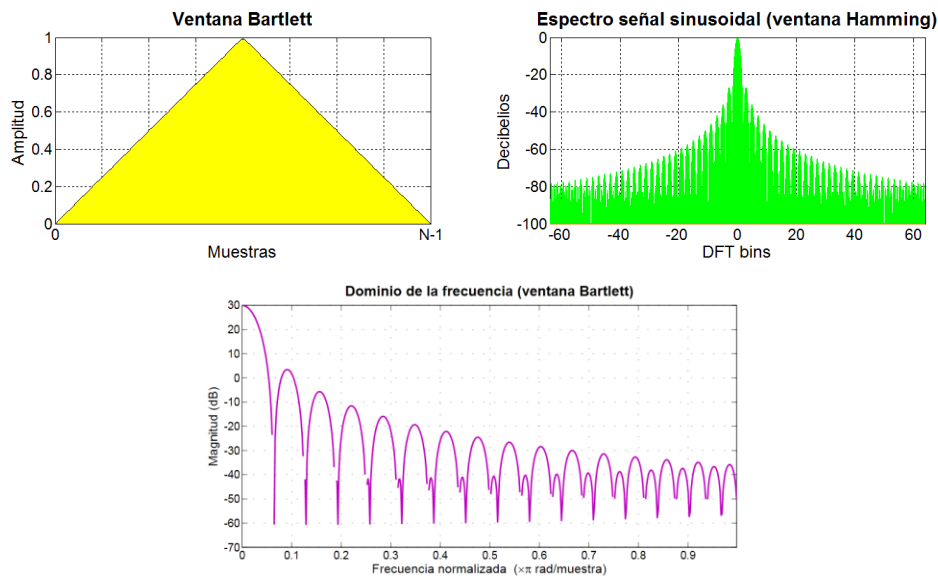 Ventana Bartlett
Amplitud
1
0.8
0.6
0.4
0.2
0
0 N-1
Muestras
Espectro señal sinusoidal (ventana Hamming)
Decibelios
0
-20
-40
-60
-80
-100
-60 -40 -20 0 20 40 60
DFT bins
Dominio de la frecuencia (ventana Bartlett)
Magnitud (dB)
30
20
10
0
-10
-20
-30
-40
-50
-60
-70
0 0.1 0.2 0.3 0.4 0.5 0.6 0.7 0.8 0.9
Frecuencia normalizada (×π rad/muestra)